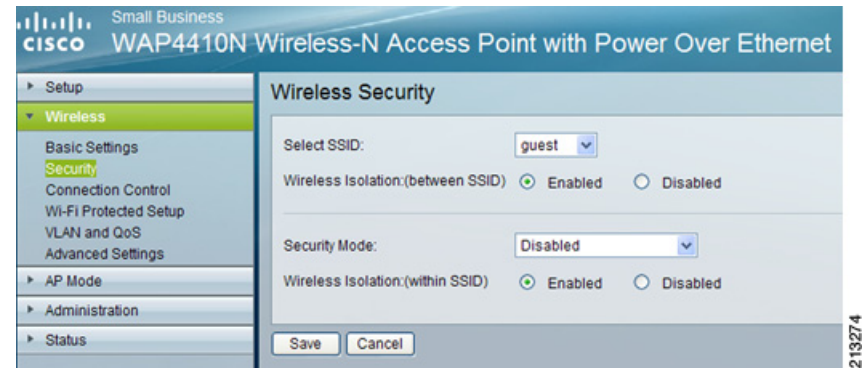 Small Business
cisco WAP4410N Wireless-N Access Point with Power Over Ethernet
Setup
Wireless
Basic Settings
Security
Connection Control
Wi-Fi Protected Setup
VLAN and QoS
Advanced Settings
AP Mode
Administration
Status
Wireless Security
Select SSID: guest
Wireless Isolation:(between SSID) Enabled Disabled
Security Mode: Disabled
Wireless Isolation:(within SSID) Enabled Disabled
Save Cancel
213274